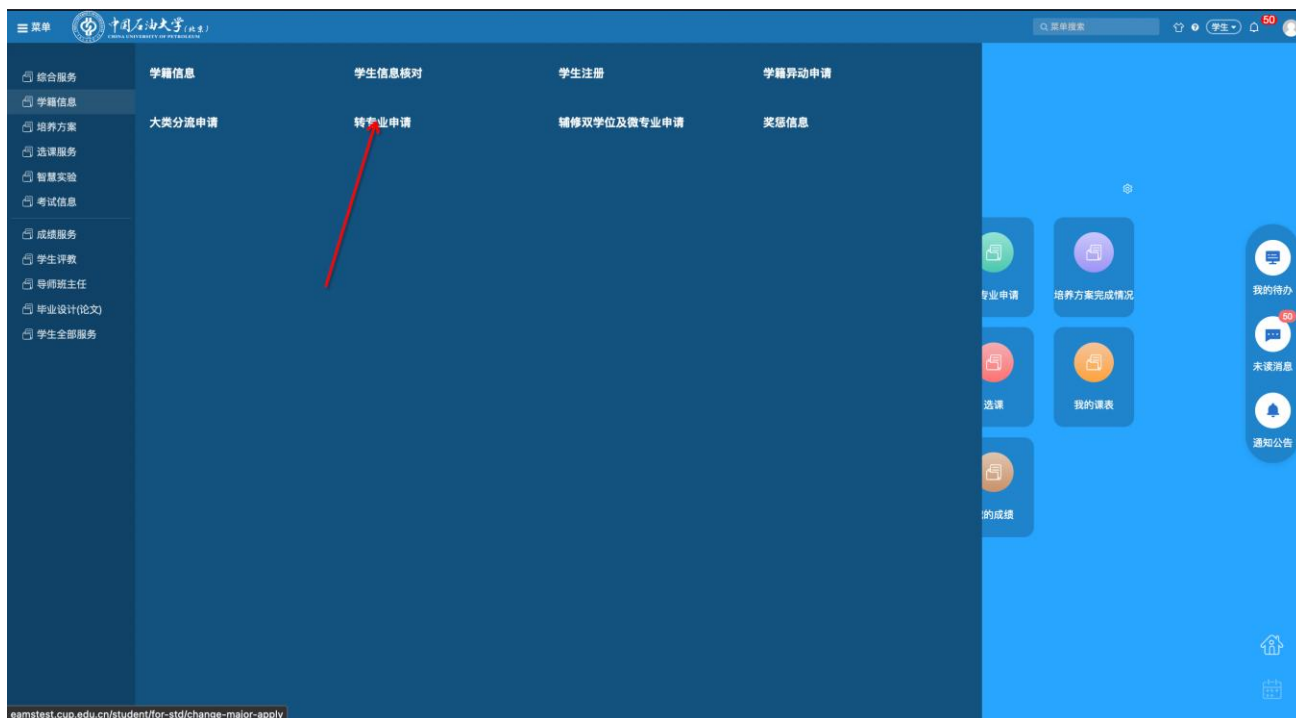 菜单
中国石油大学(北京)
CHINA UNIVERSITY OF PETROLEUM
菜单搜索
学生
50
综合服务
学籍信息
培养方案
选课服务
智慧实验
考试信息
成绩服务
学生评教
导师班主任
毕业设计(论文)
学生全部服务
学籍信息 学生信息核对 学生注册 学籍异动申请
大类分流申请 转专业申请 辅修双学位及微专业申请 奖惩信息
专业申请 培养方案完成情况
选课 我的课表
的成绩
我的待办
50
未读消息
通知公告
eamstest.cup.edu.cn/student/for-std/change-major-apply